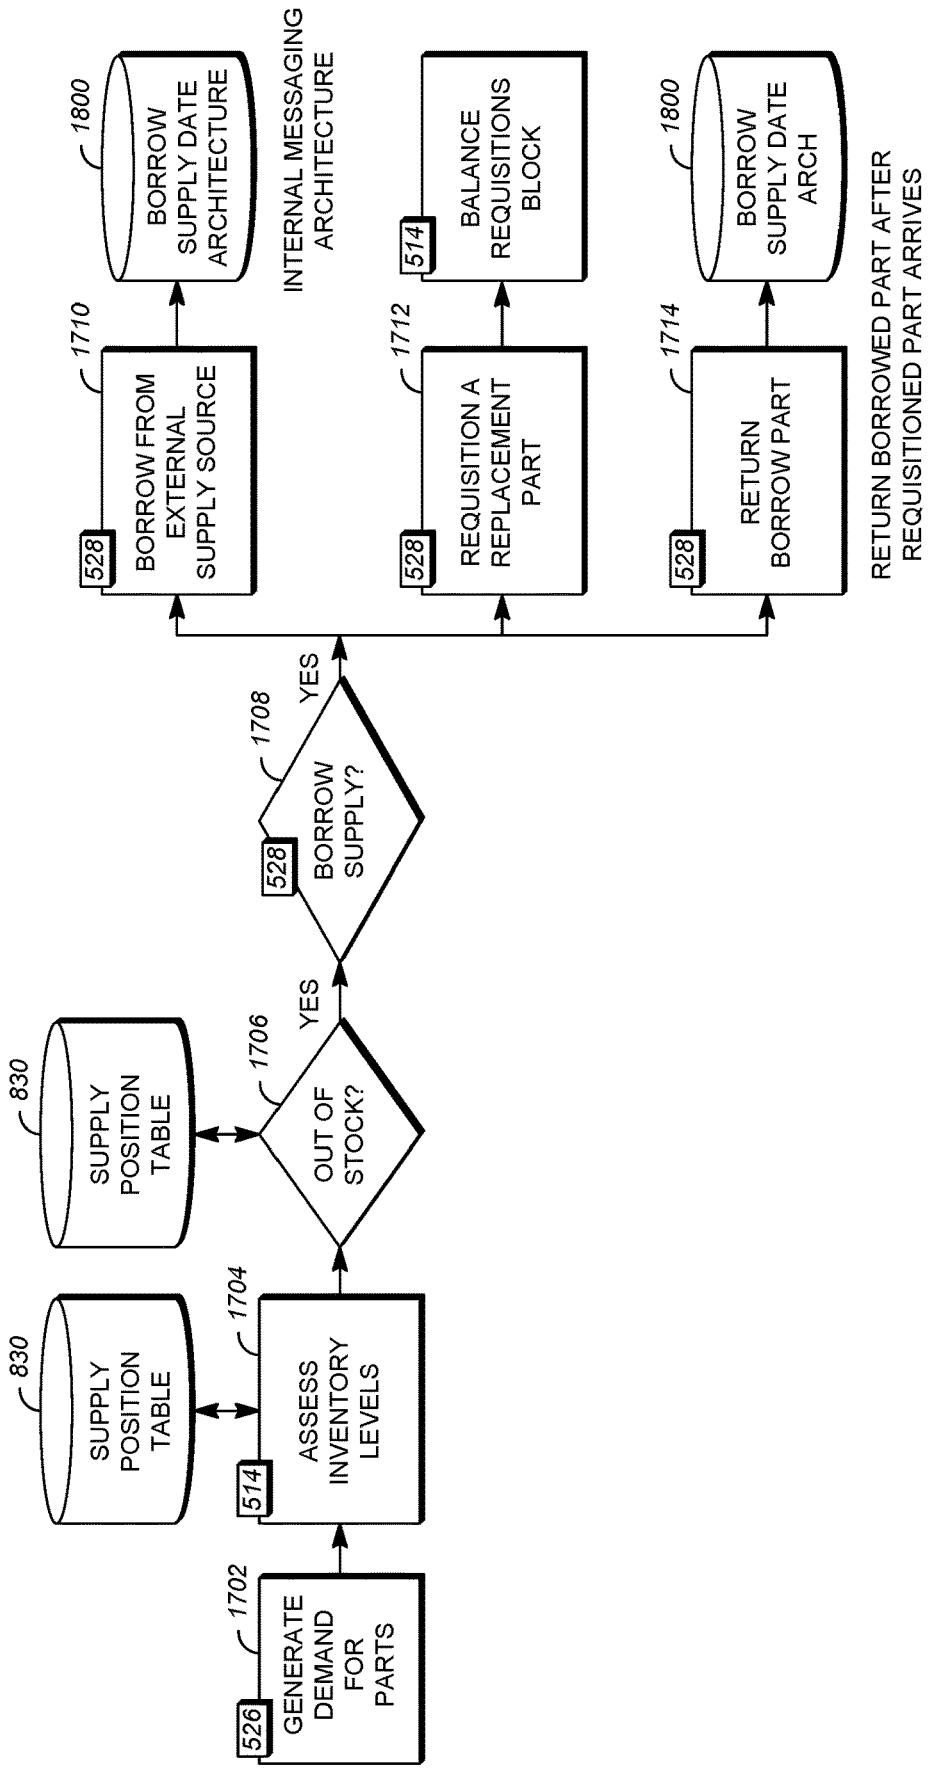 526
1702
GENERATE
DEMAND
FOR
PARTS
830
SUPPLY
POSITION
TABLE
514
1704
ASSESS
INVENTORY
LEVELS
830
SUPPLY
POSITION
TABLE
1706
OUT OF
STOCK?
YES
528
1708
BORROW
SUPPLY?
YES
528
1710
BORROW FROM
EXTERNAL
SUPPLY SOURCE
1800
BORROW
SUPPLY DATE
ARCHITECTURE
INTERNAL MESSAGING
ARCHITECTURE
528
1712
REQUISITION A
REPLACEMENT
PART
514
BALANCE
REQUISITIONS
BLOCK
528
1714
RETURN
BORROW PART
1800
BORROW
SUPPLY DATE
ARCH
RETURN BORROWED PART AFTER
REQUISITIONED PART ARRIVES